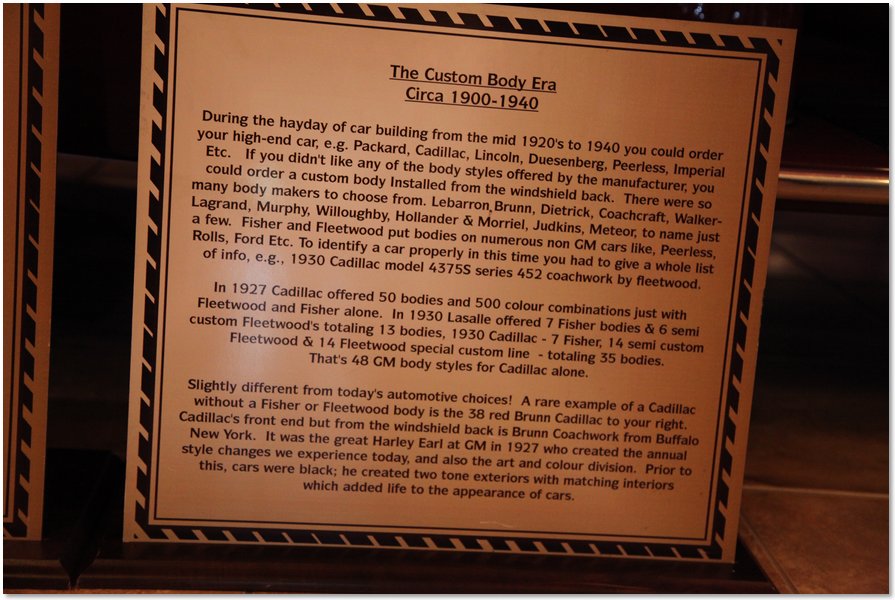 The Custom Body Era
Circa 1900-1940
During the hayday of car building from the mid 1920's to 1940 you could order
your high-end car, e.g. Packard, Cadillac, Lincoln, Duesenberg, Peerless, Imperial
Etc. If you didn't like any of the body styles offered by the manufacturer, you
could order a custom body Installed from the windshield back. There were so
many body makers to choose from. Lebarron,Brunn, Dietrick, Coachcraft, Walker-
Lagrand, Murphy, Willoughby, Hollander & Morriel, Judkins, Meteor, to name just
a few. Fisher and Fleetwood put bodies on numerous non GM cars like, Peerless,
Rolls, Ford Etc. To identify a car properly in this time you had to give a whole list
of info, e.g., 1930 Cadillac model 4375S series 452 coachwork by fleetwood.
In 1927 Cadillac offered 50 bodies and 500 colour combinations just with
Fleetwood and Fisher alone. In 1930 Lasalle offered 7 Fisher bodies & 6 semi
custom Fleetwood's totaling 13 bodies, 1930 Cadillac - 7 Fisher, 14 semi custom
Fleetwood & 14 Fleetwood special custom line - totaling 35 bodies.
That's 48 GM body styles for Cadillac alone.
Slightly different from today's automotive choices! A rare example of a Cadillac
without a Fisher or Fleetwood body is the 38 red Brunn Cadillac to your right.
Cadillac's front end but from the windshield back is Brunn Coachwork from Buffalo
New York. It was the great Harley Earl at GM in 1927 who created the annual
style changes we experience today, and also the art and colour division. Prior to
this, cars were black; he created two tone exteriors with matching interiors
which added life to the appearance of cars.